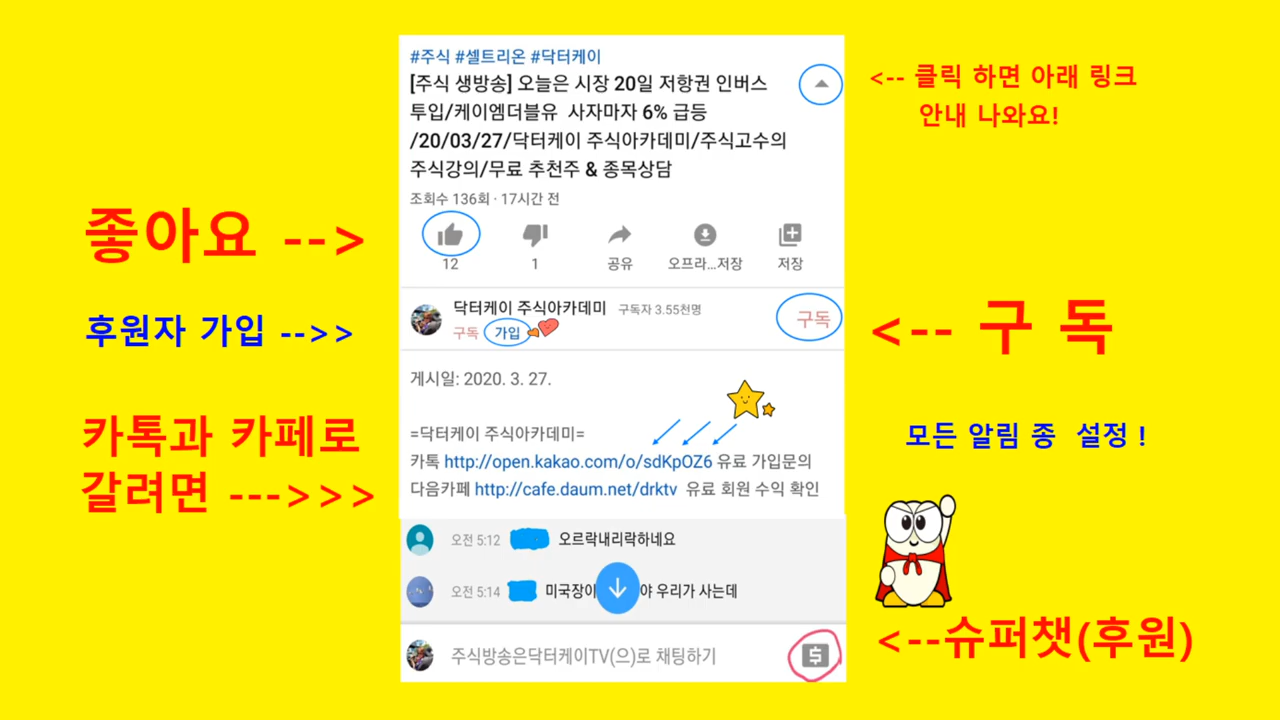 #주식 #셀트리온 #닥터케이
[주식 생방송] 오늘은 시장 20일 저항권 인버스
투입/케이엠더블유 사자마자 6% 급등
/20/03/27/닥터케이 주식아카데미/주식고수의
주식강의/무료 추천주 & 종목상담
조회수 136회 · 17시간 전
<-- 클릭 하면 아래 링크
안내 나와요!
좋아요 -->
12
1
공유
오프라...저장
저장
후원자 가입 -->>
닥터케이 주식아카데미 구독자 3.55천명
구독 가입
구독
<-- 구 독
게시일: 2020. 3. 27.
카톡과 카페로
갈려면 --->>>
모든 알림 종 설정 !
=닥터케이 주식아카데미=
카톡 http://open.kakao.com/o/sdKpOZ6 유료 가입문의
다음카페 http://cafe.daum.net/drktv 유료 회원 수익 확인
오전 5:12 오르락내리락하네요
오전 5:14 미국장이 야 우리가 사는데
주식방송은닥터케이TV(으)로 채팅하기
<--슈퍼챗(후원)